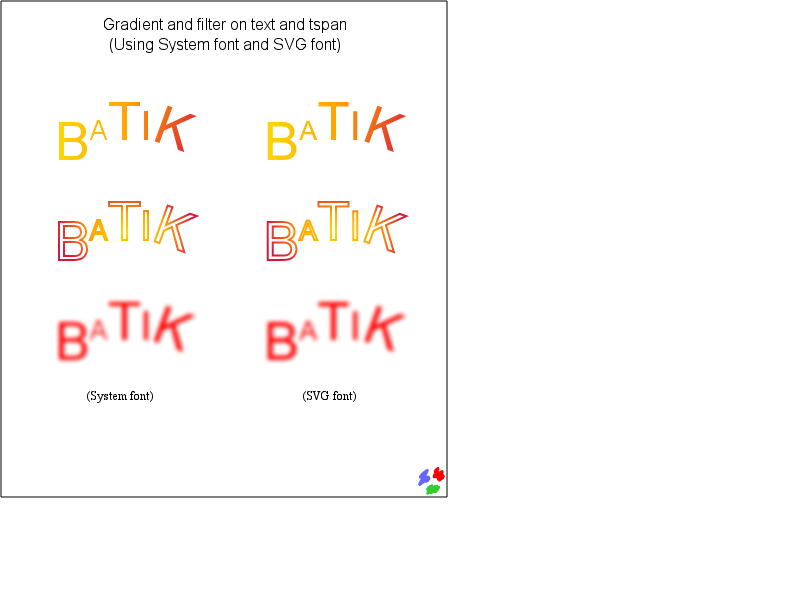 Gradient and filter on text and tspan
(Using System font and SVG font)
BATIK BATIK
BATIK BATIK
BATIK BATIK
(System font) (SVG font)